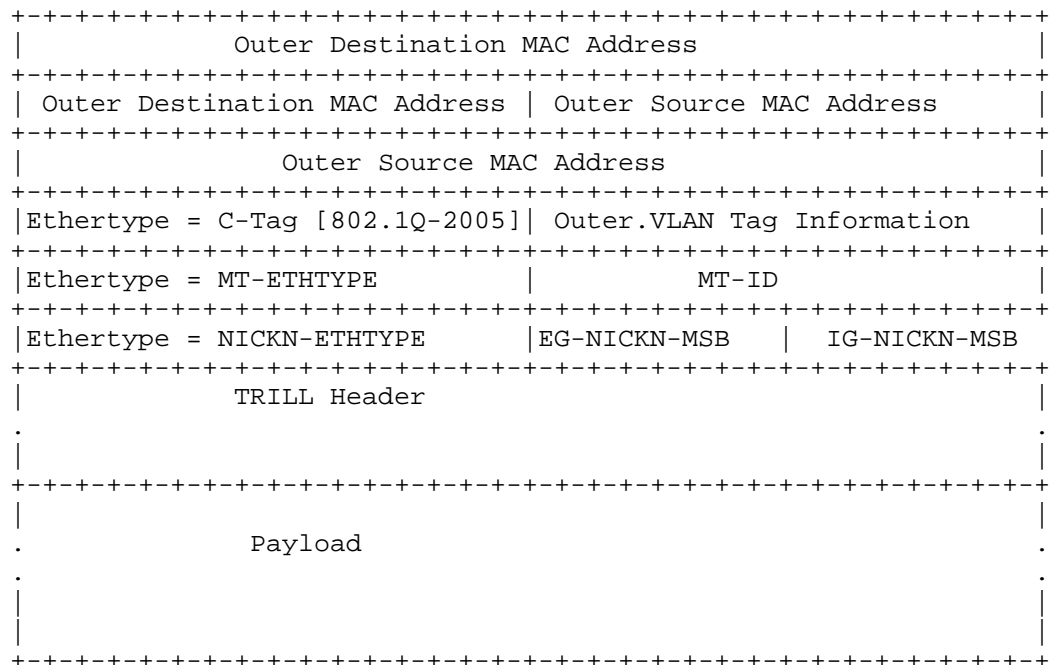 +-+-+-+-+-+-+-+-+-+-+-+-+-+-+-+-+-+-+-+-+-+-+-+-+-+-+-+-+-+-+-+-+
|             Outer Destination MAC Address                     |
+-+-+-+-+-+-+-+-+-+-+-+-+-+-+-+-+-+-+-+-+-+-+-+-+-+-+-+-+-+-+-+-+
| Outer Destination MAC Address | Outer Source MAC Address      |
+-+-+-+-+-+-+-+-+-+-+-+-+-+-+-+-+-+-+-+-+-+-+-+-+-+-+-+-+-+-+-+-+
|                Outer Source MAC Address                       |
+-+-+-+-+-+-+-+-+-+-+-+-+-+-+-+-+-+-+-+-+-+-+-+-+-+-+-+-+-+-+-+-+
|Ethertype = C-Tag [802.1Q-2005]| Outer.VLAN Tag Information    |
+-+-+-+-+-+-+-+-+-+-+-+-+-+-+-+-+-+-+-+-+-+-+-+-+-+-+-+-+-+-+-+-+
|Ethertype = MT-ETHTYPE         |          MT-ID                |
+-+-+-+-+-+-+-+-+-+-+-+-+-+-+-+-+-+-+-+-+-+-+-+-+-+-+-+-+-+-+-+-+
|Ethertype = NICKN-ETHTYPE      |EG-NICKN-MSB   |  IG-NICKN-MSB
+-+-+-+-+-+-+-+-+-+-+-+-+-+-+-+-+-+-+-+-+-+-+-+-+-+-+-+-+-+-+-+-+
|             TRILL Header                                      |
.                                                               .
|                                                               |
+-+-+-+-+-+-+-+-+-+-+-+-+-+-+-+-+-+-+-+-+-+-+-+-+-+-+-+-+-+-+-+-+
|                                                               |
.              Payload                                          .
.                                                               .
|                                                               |
|                                                               |
+-+-+-+-+-+-+-+-+-+-+-+-+-+-+-+-+-+-+-+-+-+-+-+-+-+-+-+-+-+-+-+-+